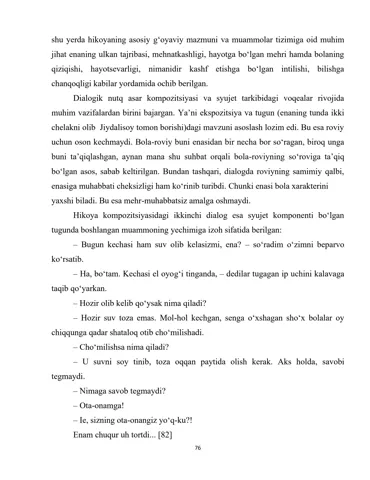 shu yerda hikoyaning asosiy g‘oyaviy mazmuni va muammolar tizimiga oid muhim
jihat enaning ulkan tajribasi, mehnatkashligi, hayotga bo‘lgan mehri hamda bolaning
qiziqishi, hayotsevarligi, nimanidir kashf etishga bo‘lgan intilishi, bilishga
chanqoqligi kabilar yordamida ochib berilgan.
Dialogik nutq asar kompozitsiyasi va syujet tarkibidagi voqealar rivojida
muhim vazifalardan birini bajargan. Ya’ni ekspozitsiya va tugun (enaning tunda ikki
chelakni olib Jiydalisoy tomon borishi)dagi mavzuni asoslash lozim edi. Bu esa roviy
uchun oson kechmaydi. Bola-roviy buni enasidan bir necha bor so‘ragan, biroq unga
buni ta’qiqlashgan, aynan mana shu suhbat orqali bola-roviyning so‘roviga ta’qiq
bo‘lgan asos, sabab keltirilgan. Bundan tashqari, dialogda roviyning samimiy qalbi,
enasiga muhabbati cheksizligi ham ko‘rinib turibdi. Chunki enasi bola xarakterini
yaxshi biladi. Bu esa mehr-muhabbatsiz amalga oshmaydi.
Hikoya kompozitsiyasidagi ikkinchi dialog esa syujet komponenti bo‘lgan
tugunda boshlangan muammoning yechimiga izoh sifatida berilgan:
– Bugun kechasi ham suv olib kelasizmi, ena? – so‘radim o‘zimni beparvo
ko‘rsatib.
– Ha, bo‘tam. Kechasi el oyog‘i tinganda, – dedilar tugagan ip uchini kalavaga
taqib qo‘yarkan.
– Hozir olib kelib qo‘ysak nima qiladi?
– Hozir suv toza emas. Mol-hol kechgan, senga o‘xshagan sho‘x bolalar oy
chiqqunga qadar shataloq otib cho‘milishadi.
– Cho‘milishsa nima qiladi?
– U suvni soy tinib, toza oqqan paytida olish kerak. Aks holda, savobi
tegmaydi.
– Nimaga savob tegmaydi?
– Ota-onamga!
– Ie, sizning ota-onangiz yo‘q-ku?!
Enam chuqur uh tortdi... [82]
76